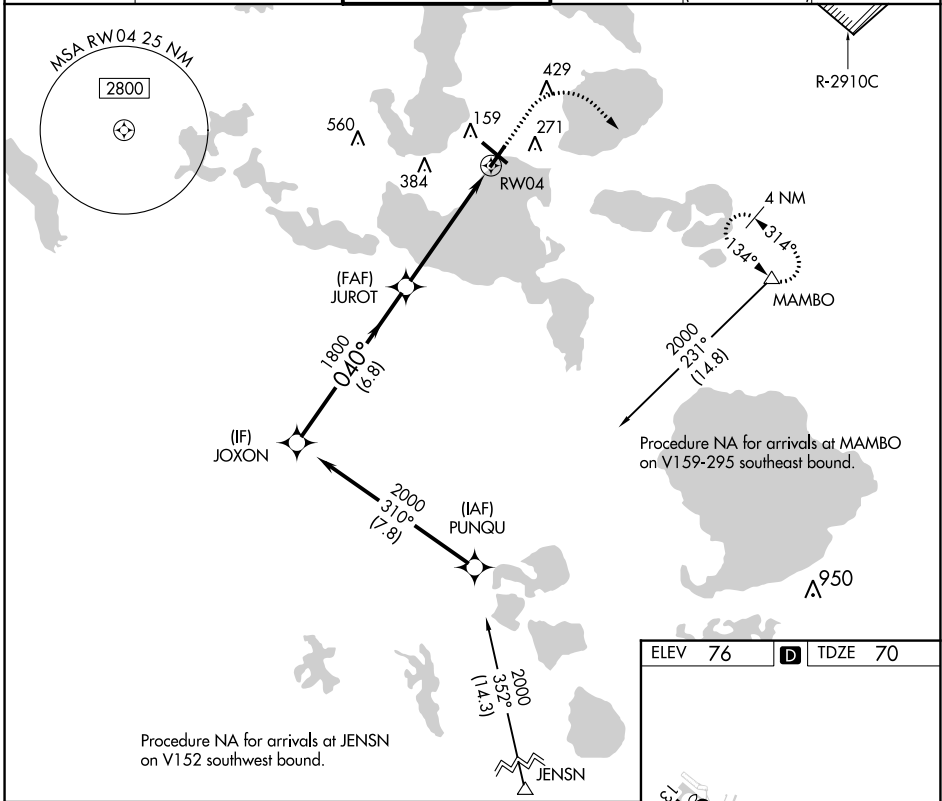 MSA RW04 25 NM
2800
R-2910C
429
560
159
271
384
RW04
4 NM
314°
134°
MAMBO
(FAF)
JUROT
2000
231°
(14.8)
1800
040°
(6.8)
Procedure NA for arrivals at MAMBO
on V159-295 southeast bound.
(IF)
JOXON
2000
310°
(7.8)
(IAF)
PUNQU
950
2000
352°
(14.3)
ELEV 76
D
TDZE 70
Procedure NA for arrivals at JENSN
on V152 southwest bound.
JENSN